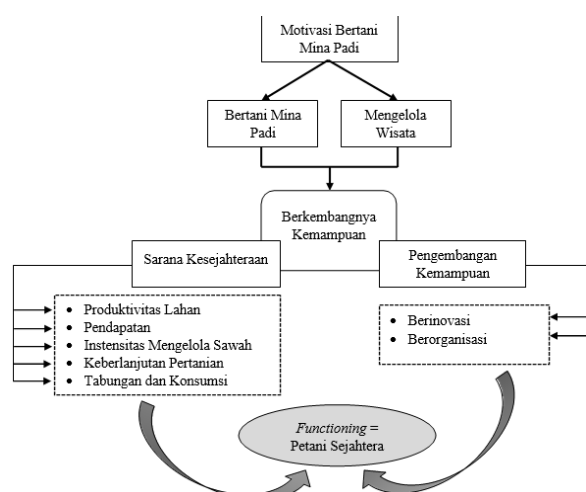 Motivasi Bertani
Mina Padi
Bertani Mina
Padi
Mengelola
Wisata
Berkembangnya
Kemampuan
Sarana Kesejahteraan
Pengembangan
Kemampuan
• Produktivitas Lahan
• Pendapatan
• Instensitas Mengelola Sawah
• Keberlanjutan Pertanian
• Tabungan dan Konsumsi
• Berinovasi
• Berorganisasi
Functioning =
Petani Sejahtera